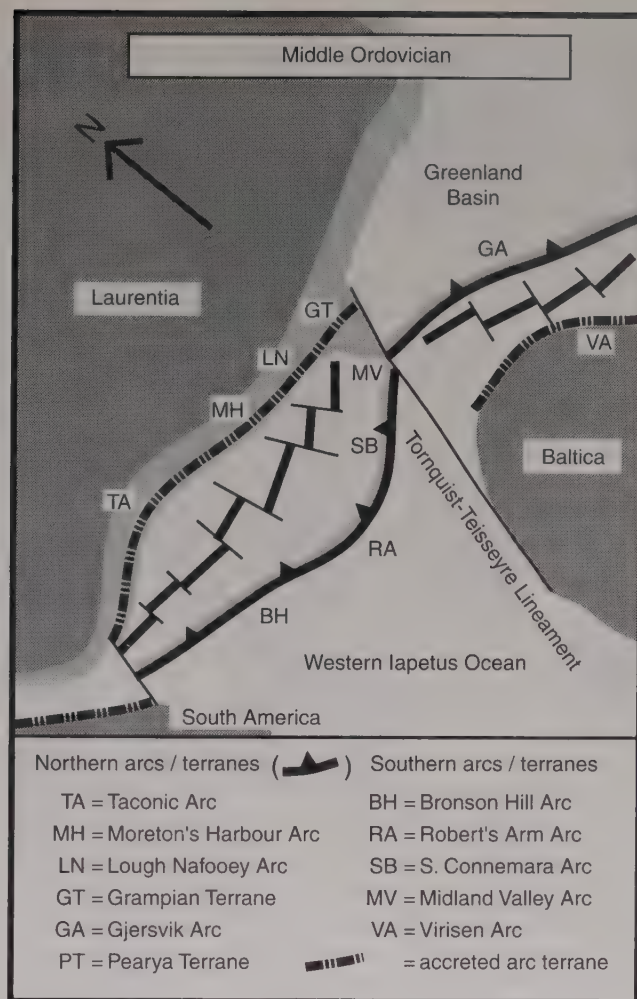 Middle Ordovician
N
Greenland
Basin
GA
Laurentia
GT
LN
VA
MV
MH
SB
Baltica
TA
Tornquist-Teisseyre Lineament
RA
BH
Western Iapetus Ocean
South America
Northern arcs / terranes ( ) Southern arcs / terranes
TA = Taconic Arc BH = Bronson Hill Arc
MH = Moreton's Harbour Arc RA = Robert's Arm Arc
LN = Lough Nafooey Arc SB = S. Connemara Arc
GT = Grampian Terrane MV = Midland Valley Arc
GA = Gjersvik Arc VA = Virisen Arc
PT = Pearya Terrane = accreted arc terrane